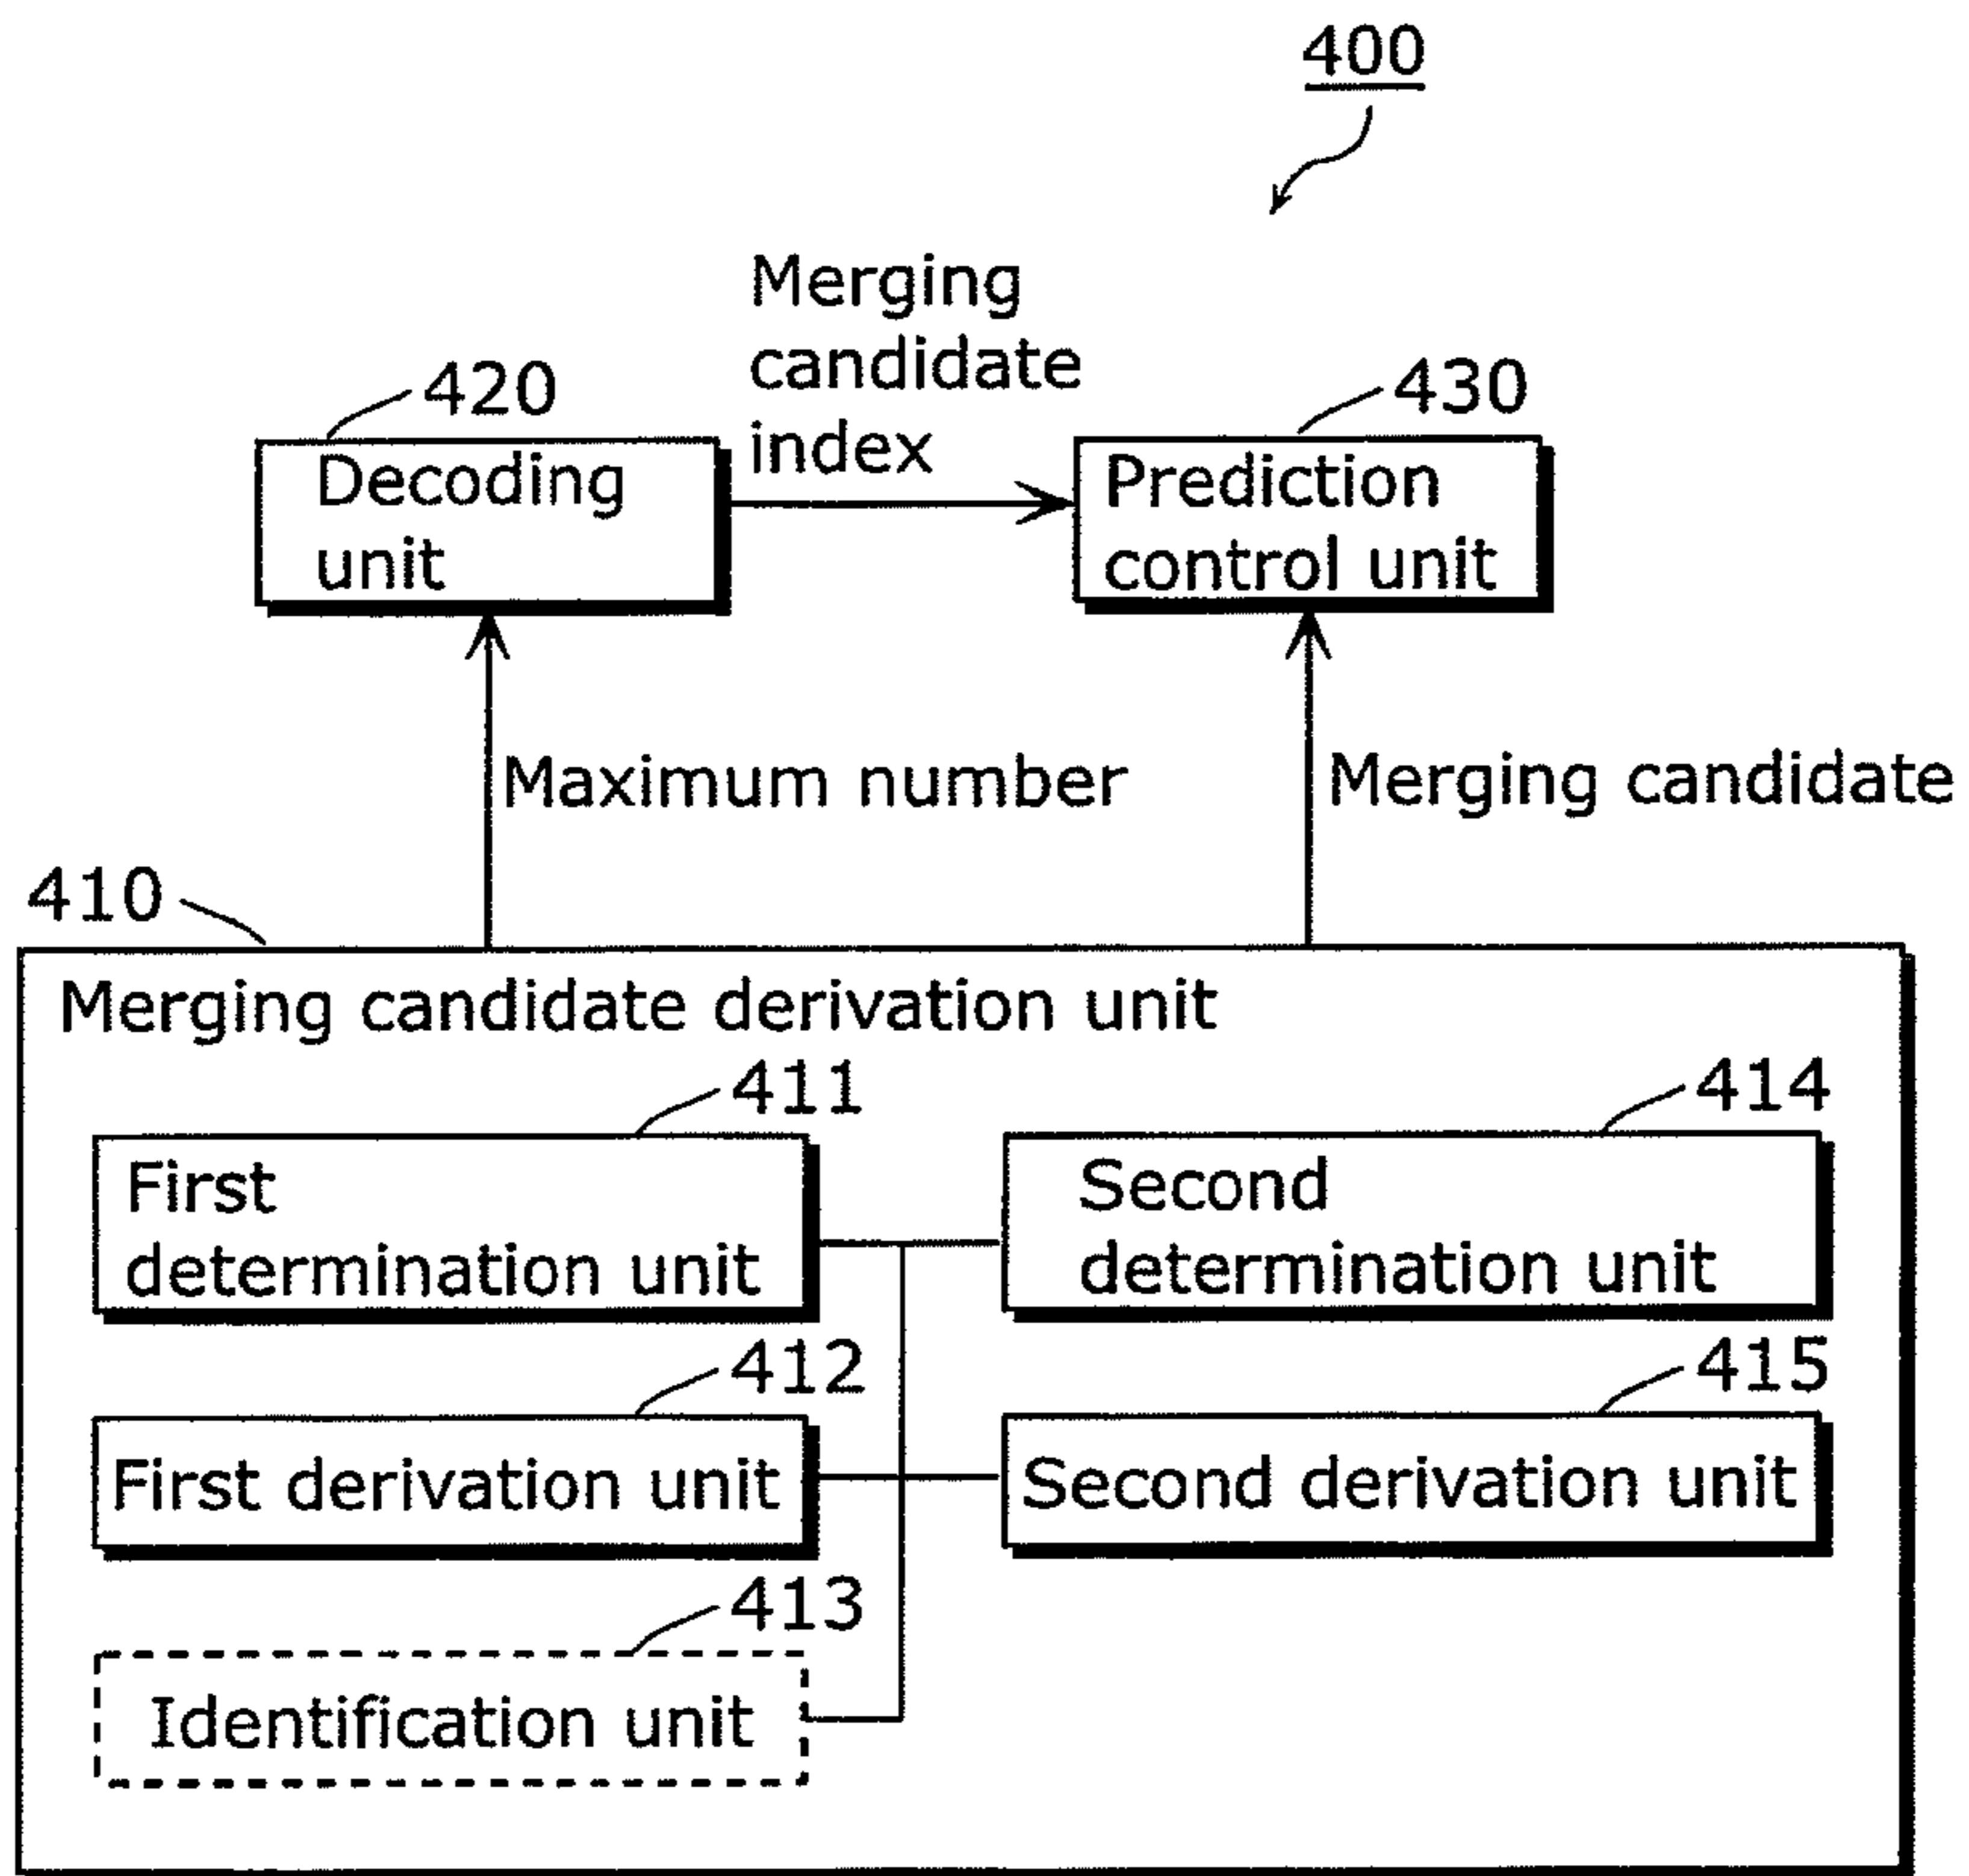 400
Merging
candidate
index
420
430
Decoding
unit
Prediction
control unit
Maximum number
Merging candidate
410
Merging candidate derivation unit
411
414
First
determination unit
Second
determination unit
412
415
First derivation unit
Second derivation unit
413
Identification unit